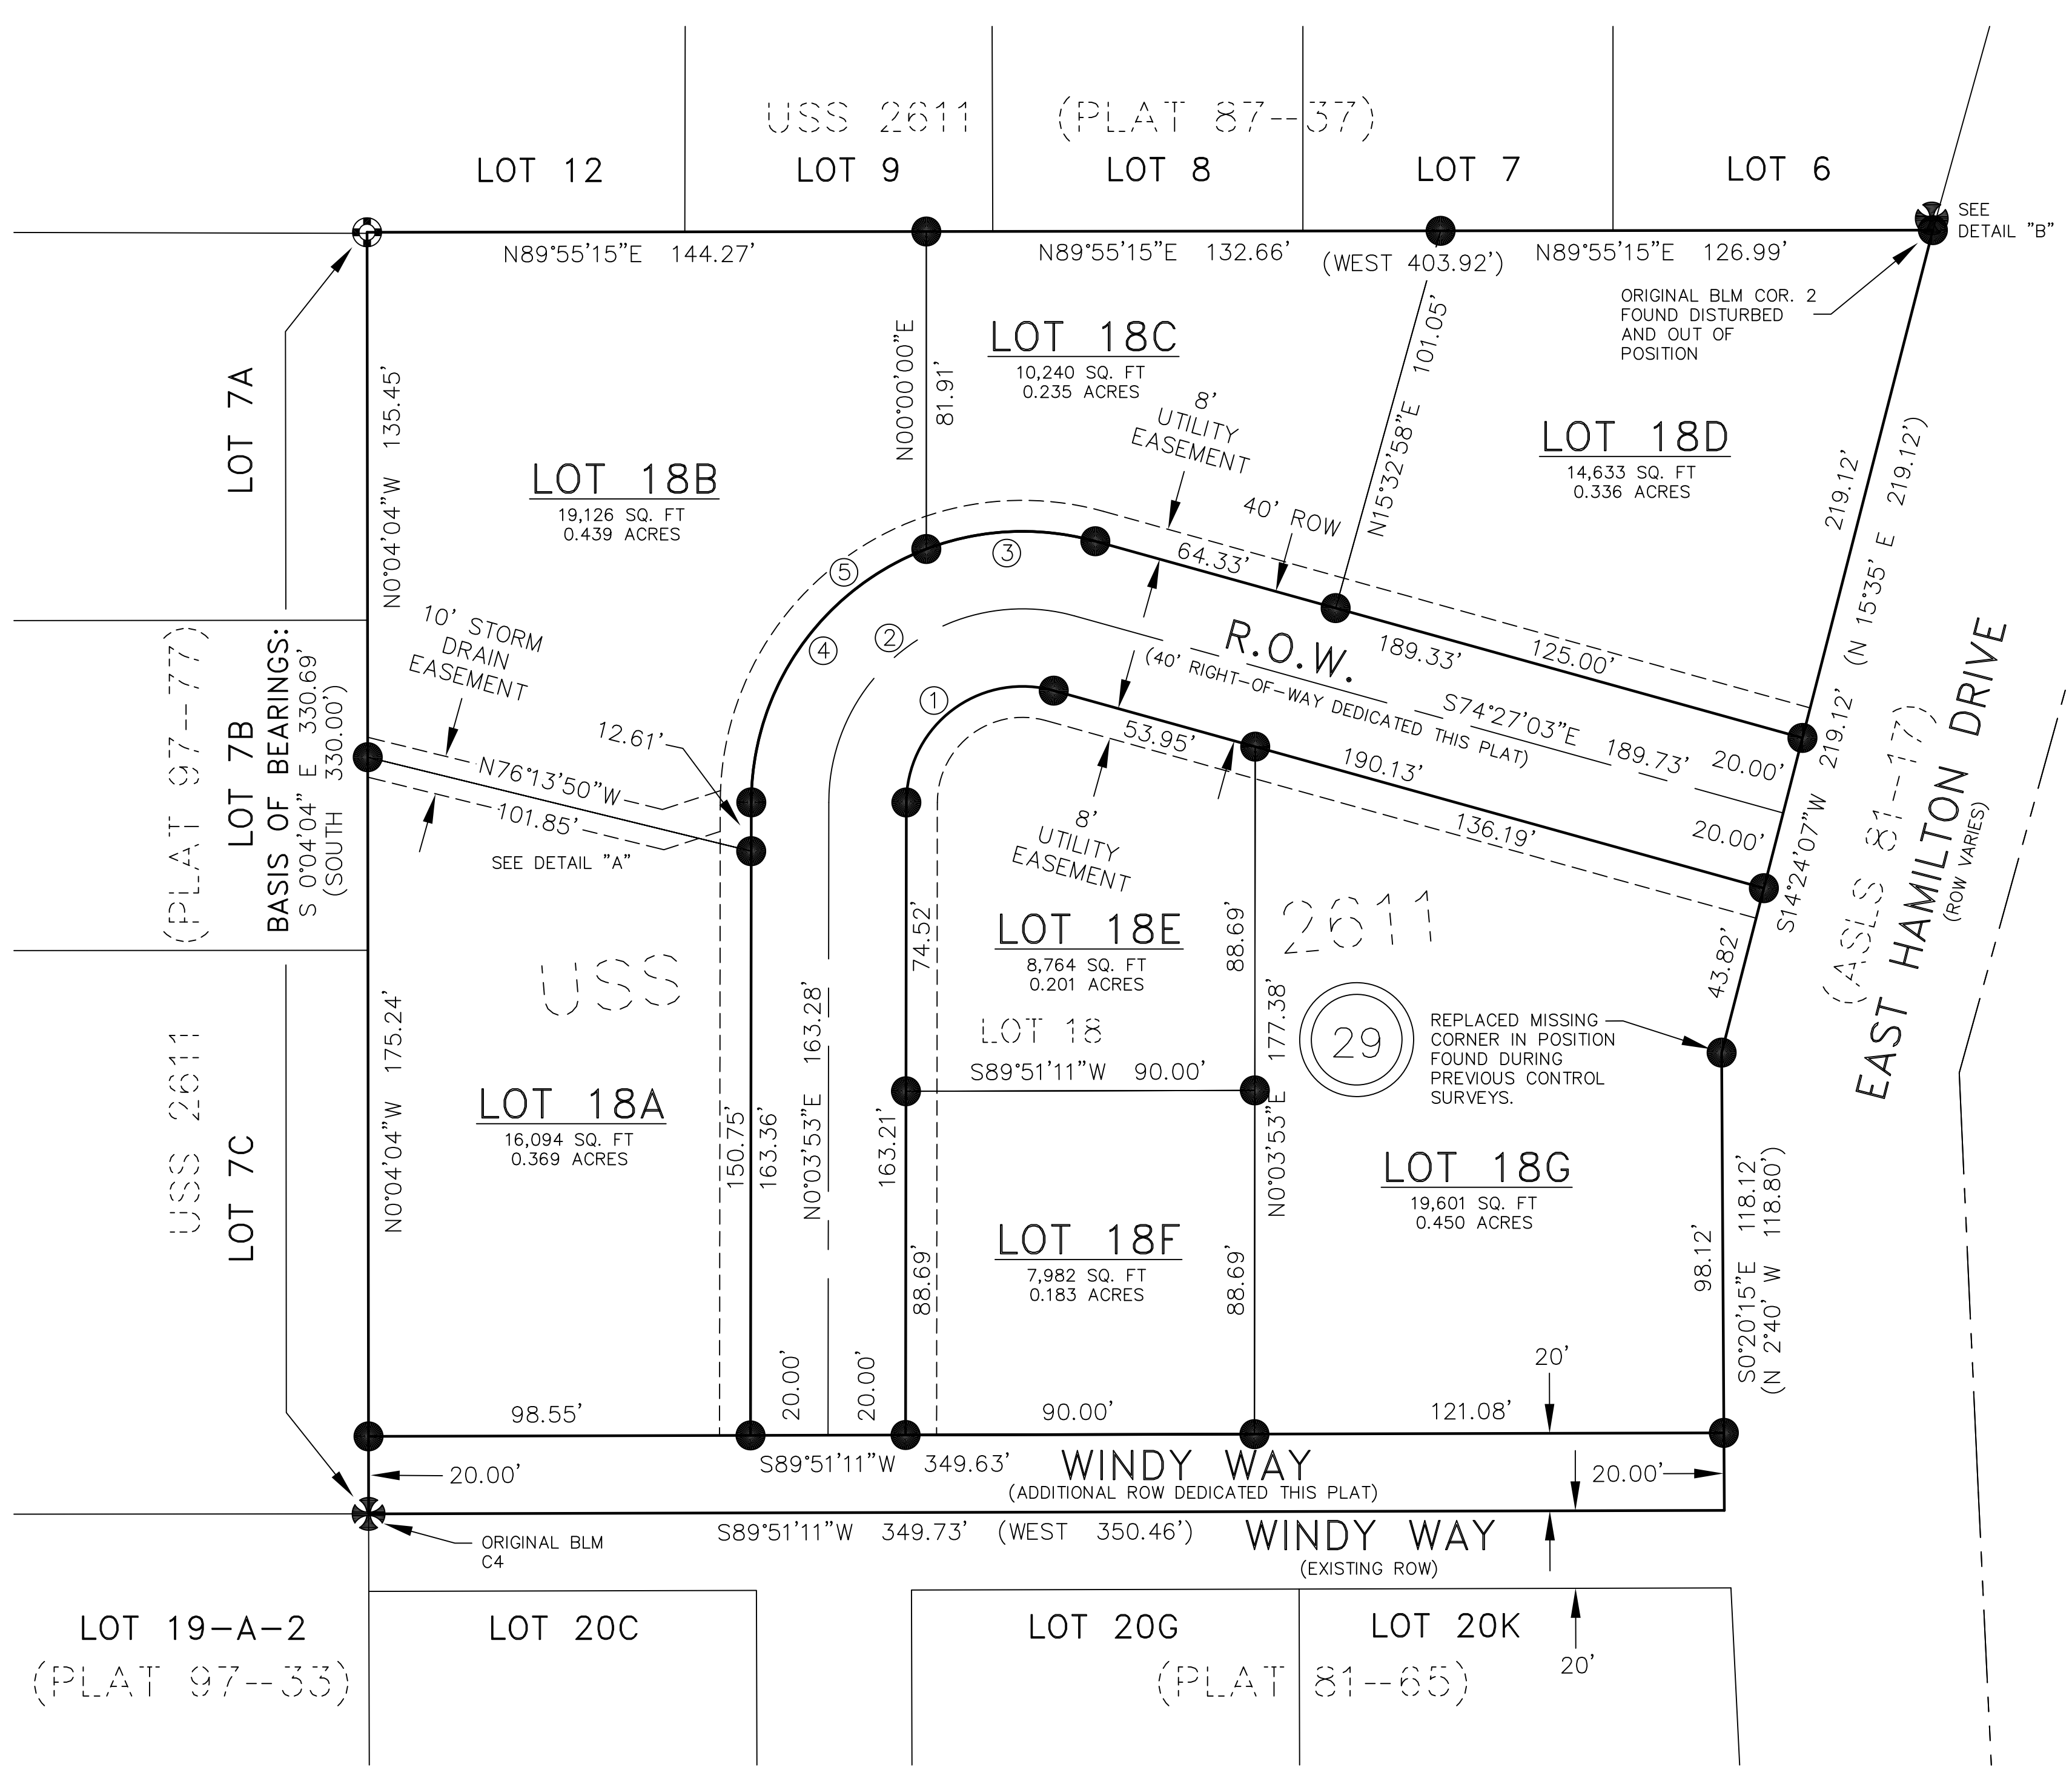 USS 2611 (PLAT 87--37)
LOT 12
LOT 9
LOT 8
LOT 7
LOT 6
SEE
DETAIL "B"
N89°55'15"E 144.27'
N89°55'15"E 132.66'
(WEST 403.92')
N89°55'15"E 126.99'
ORIGINAL BLM COR. 2
FOUND DISTURBED
AND OUT OF
POSITION
LOT 7A
N0°04'04"W 135.45'
LOT 18B
19,126 SQ. FT
0.439 ACRES
N00°00'00"E
81.91'
LOT 18C
10,240 SQ. FT
0.235 ACRES
8'
UTILITY
EASEMENT
40' ROW
N15°32'58"E 101.05'
LOT 18D
14,633 SQ. FT
0.336 ACRES
219.12'
219.12' (N 15°35' E 219.12')
5
3
4
2
1
64.33'
R.O.W.
(40' RIGHT-OF-WAY DEDICATED THIS PLAT)
189.33'
125.00'
S74°27'03"E 189.73'
20.00'
20.00'
S14°24'07"W
53.95'
190.13'
136.19'
8'
UTILITY
EASEMENT
10' STORM
DRAIN
EASEMENT
12.61'
N76°13'50"W
101.85'
SEE DETAIL "A"
(PLAT 97--77)
LOT 7B
BASIS OF BEARINGS:
S 0°04'04" E 330.69'
(SOUTH 330.00')
USS 2611
LOT 7C
N0°04'04"W 175.24'
USS
2611
LOT 18A
16,094 SQ. FT
0.369 ACRES
150.75'
163.36'
N0°03'53"E 163.28'
163.21'
74.52'
88.69'
LOT 18E
8,764 SQ. FT
0.201 ACRES
LOT 18
S89°51'11"W 90.00'
88.69'
N0°03'53"E 177.38'
88.69'
LOT 18F
7,982 SQ. FT
0.183 ACRES
29
REPLACED MISSING
CORNER IN POSITION
FOUND DURING
PREVIOUS CONTROL
SURVEYS.
43.82'
LOT 18G
19,601 SQ. FT
0.450 ACRES
98.12'
S0°20'15"E 118.12'
(N 2°40' W 118.80')
(ASLS 81--17)
EAST HAMILTON DRIVE
(ROW VARIES)
98.55'
20.00'
20.00'
90.00'
121.08'
20'
20.00'
S89°51'11"W 349.63'
WINDY WAY
(ADDITIONAL ROW DEDICATED THIS PLAT)
20.00'
S89°51'11"W 349.73' (WEST 350.46')
WINDY WAY
(EXISTING ROW)
ORIGINAL BLM
C4
LOT 19-A-2
(PLAT 97--33)
LOT 20C
LOT 20G
LOT 20K
(PLAT 81--65)
20'